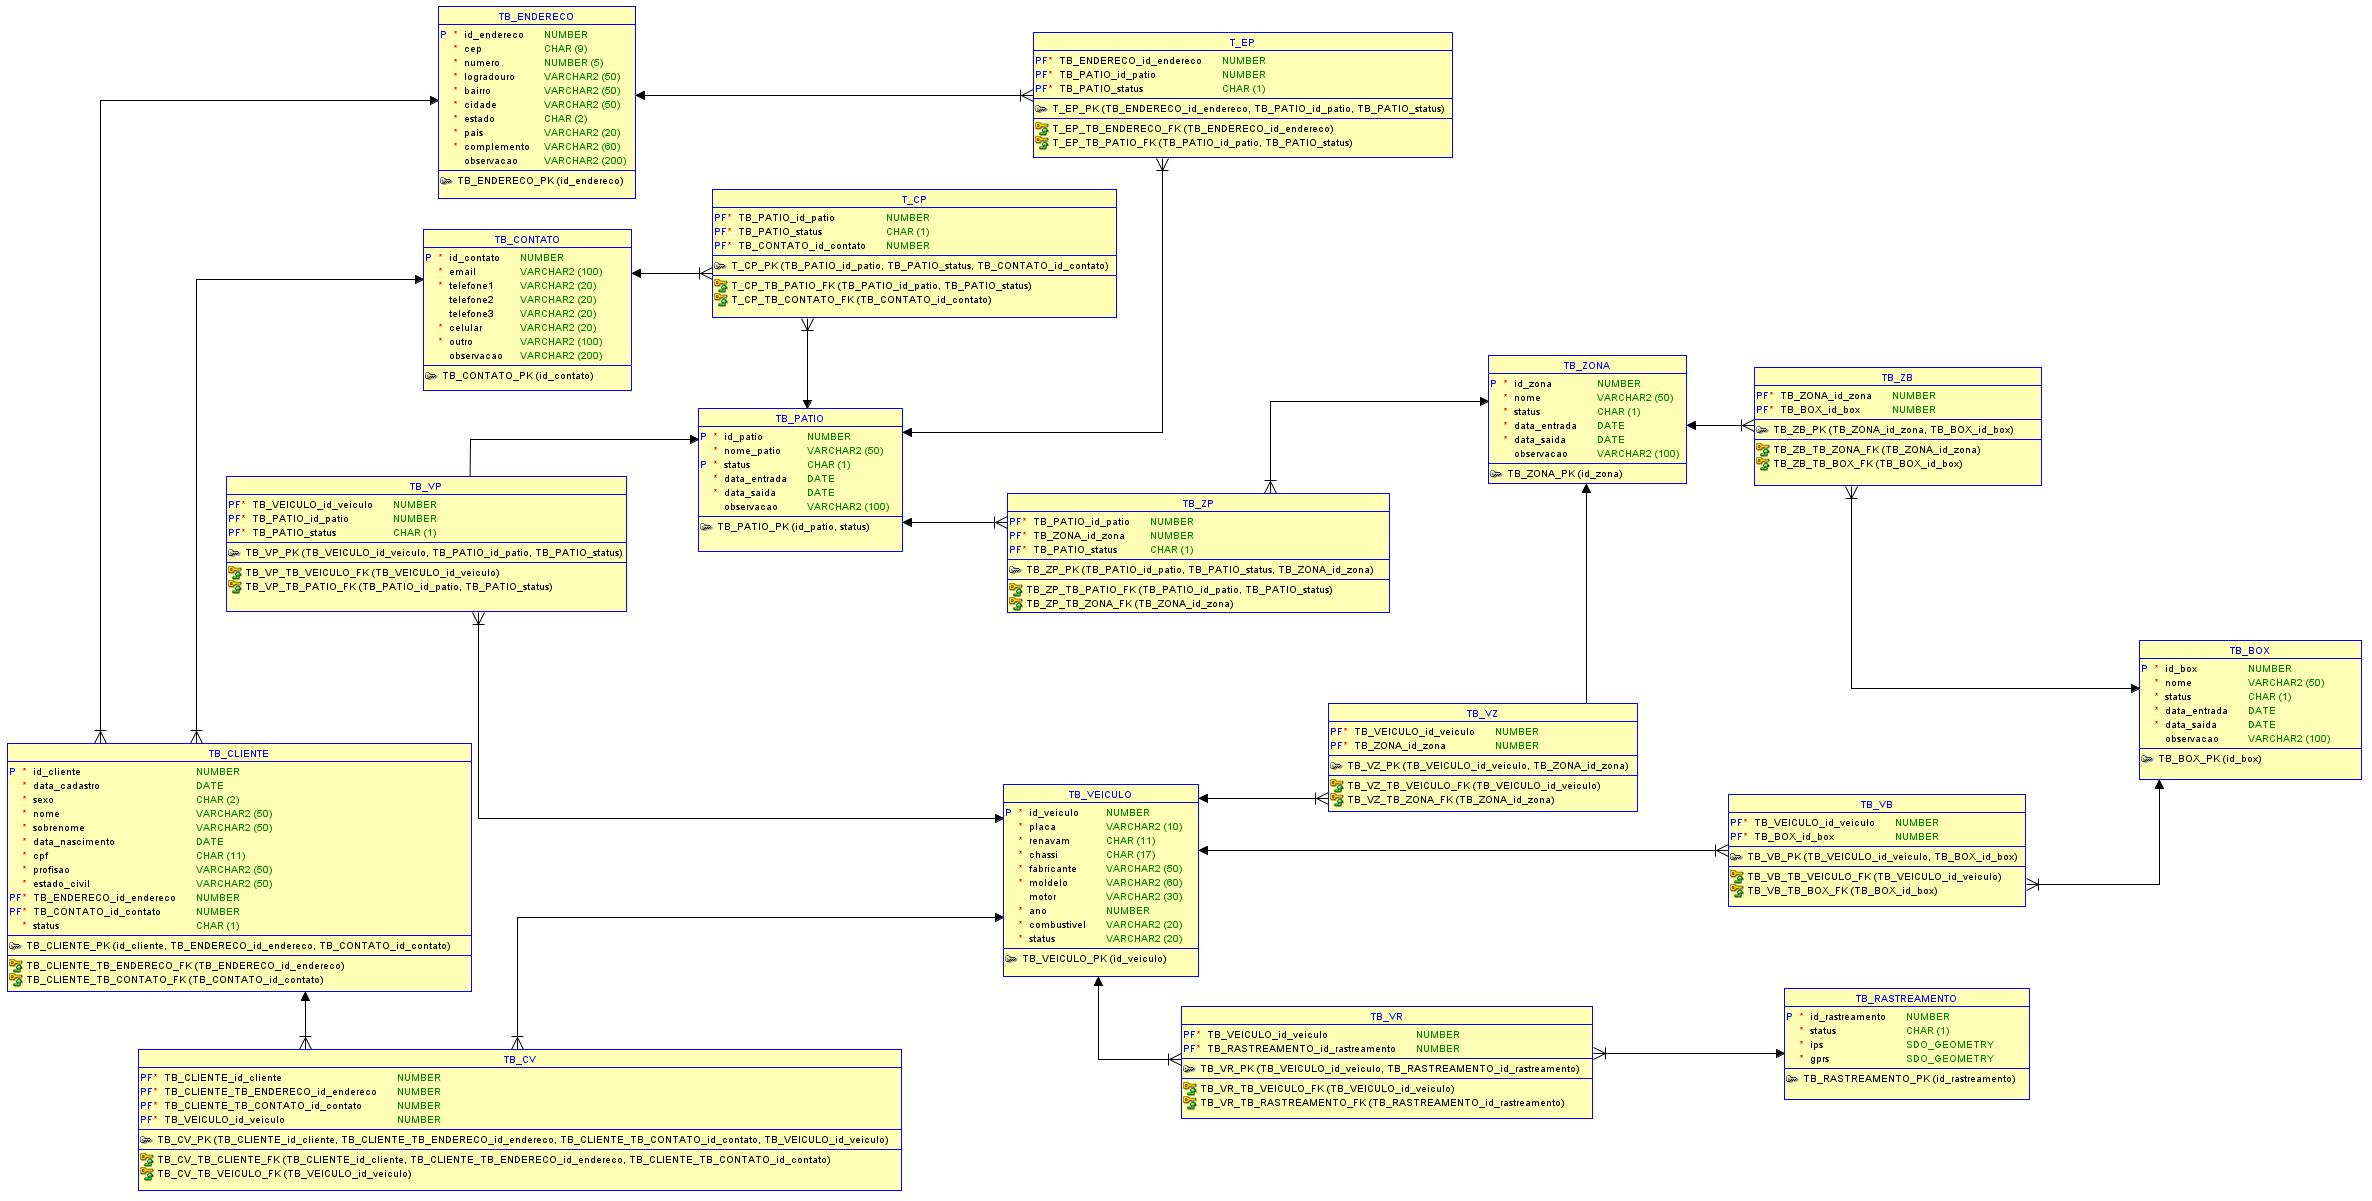 TB_ENDERECO
P * id_endereco NUMBER
* cep CHAR (9)
* numero NUMBER (5)
* logradouro VARCHAR2 (50)
* bairro VARCHAR2 (50)
* cidade VARCHAR2 (50)
* estado CHAR (2)
* pais VARCHAR2 (20)
* complemento VARCHAR2 (60)
observacao VARCHAR2 (200)
TB_ENDERECO_PK (id_endereco)
T_EP
PF* TB_ENDERECO_id_endereco NUMBER
PF* TB_PATIO_id_patio NUMBER
PF* TB_PATIO_status CHAR (1)
T_EP_PK (TB_ENDERECO_id_endereco, TB_PATIO_id_patio, TB_PATIO_status)
T_EP_TB_ENDERECO_FK (TB_ENDERECO_id_endereco)
T_EP_TB_PATIO_FK (TB_PATIO_id_patio, TB_PATIO_status)
T_CP
PF* TB_PATIO_id_patio NUMBER
PF* TB_PATIO_status CHAR (1)
PF* TB_CONTATO_id_contato NUMBER
T_CP_PK (TB_PATIO_id_patio, TB_PATIO_status, TB_CONTATO_id_contato)
T_CP_TB_PATIO_FK (TB_PATIO_id_patio, TB_PATIO_status)
T_CP_TB_CONTATO_FK (TB_CONTATO_id_contato)
TB_CONTATO
P * id_contato NUMBER
* email VARCHAR2 (100)
* telefone1 VARCHAR2 (20)
telefone2 VARCHAR2 (20)
telefone3 VARCHAR2 (20)
* celular VARCHAR2 (20)
* outro VARCHAR2 (100)
observacao VARCHAR2 (200)
TB_CONTATO_PK (id_contato)
TB_PATIO
P * id_patio NUMBER
* nome_patio VARCHAR2 (50)
P * status CHAR (1)
* data_entrada DATE
* data_saida DATE
observacao VARCHAR2 (100)
TB_PATIO_PK (id_patio, status)
TB_ZONA
P * id_zona NUMBER
* nome VARCHAR2 (50)
* status CHAR (1)
* data_entrada DATE
* data_saida DATE
observacao VARCHAR2 (100)
TB_ZONA_PK (id_zona)
TB_ZB
PF* TB_ZONA_id_zona NUMBER
PF* TB_BOX_id_box NUMBER
TB_ZB_PK (TB_ZONA_id_zona, TB_BOX_id_box)
TB_ZB_TB_ZONA_FK (TB_ZONA_id_zona)
TB_ZB_TB_BOX_FK (TB_BOX_id_box)
TB_VP
PF* TB_VEICULO_id_veiculo NUMBER
PF* TB_PATIO_id_patio NUMBER
PF* TB_PATIO_status CHAR (1)
TB_VP_PK (TB_VEICULO_id_veiculo, TB_PATIO_id_patio, TB_PATIO_status)
TB_VP_TB_VEICULO_FK (TB_VEICULO_id_veiculo)
TB_VP_TB_PATIO_FK (TB_PATIO_id_patio, TB_PATIO_status)
TB_ZP
PF* TB_PATIO_id_patio NUMBER
PF* TB_ZONA_id_zona NUMBER
PF* TB_PATIO_status CHAR (1)
TB_ZP_PK (TB_PATIO_id_patio, TB_PATIO_status, TB_ZONA_id_zona)
TB_ZP_TB_PATIO_FK (TB_PATIO_id_patio, TB_PATIO_status)
TB_ZP_TB_ZONA_FK (TB_ZONA_id_zona)
TB_BOX
P * id_box NUMBER
* nome VARCHAR2 (50)
* status CHAR (1)
* data_entrada DATE
* data_saida DATE
observacao VARCHAR2 (100)
TB_BOX_PK (id_box)
TB_VZ
PF* TB_VEICULO_id_veiculo NUMBER
PF* TB_ZONA_id_zona NUMBER
TB_VZ_PK (TB_VEICULO_id_veiculo, TB_ZONA_id_zona)
TB_VZ_TB_VEICULO_FK (TB_VEICULO_id_veiculo)
TB_VZ_TB_ZONA_FK (TB_ZONA_id_zona)
TB_CLIENTE
P * id_cliente NUMBER
* data_cadastro DATE
* sexo CHAR (2)
* nome VARCHAR2 (50)
* sobrenome VARCHAR2 (50)
* data_nascimento DATE
* cpf CHAR (11)
* profisao VARCHAR2 (50)
* estado_civil VARCHAR2 (50)
PF* TB_ENDERECO_id_endereco NUMBER
PF* TB_CONTATO_id_contato NUMBER
* status CHAR (1)
TB_CLIENTE_PK (id_cliente, TB_ENDERECO_id_endereco, TB_CONTATO_id_contato)
TB_CLIENTE_TB_ENDERECO_FK (TB_ENDERECO_id_endereco)
TB_CLIENTE_TB_CONTATO_FK (TB_CONTATO_id_contato)
TB_VEICULO
P * id_veiculo NUMBER
* placa VARCHAR2 (10)
* renavam CHAR (11)
* chassi CHAR (17)
* fabricante VARCHAR2 (50)
* moldelo VARCHAR2 (60)
motor VARCHAR2 (30)
* ano NUMBER
* combustivel VARCHAR2 (20)
* status VARCHAR2 (20)
TB_VEICULO_PK (id_veiculo)
TB_VB
PF* TB_VEICULO_id_veiculo NUMBER
PF* TB_BOX_id_box NUMBER
TB_VB_PK (TB_VEICULO_id_veiculo, TB_BOX_id_box)
TB_VB_TB_VEICULO_FK (TB_VEICULO_id_veiculo)
TB_VB_TB_BOX_FK (TB_BOX_id_box)
TB_RASTREAMENTO
P * id_rastreamento NUMBER
* status CHAR (1)
* ips SDO_GEOMETRY
* gprs SDO_GEOMETRY
TB_RASTREAMENTO_PK (id_rastreamento)
TB_VR
PF* TB_VEICULO_id_veiculo NUMBER
PF* TB_RASTREAMENTO_id_rastreamento NUMBER
TB_VR_PK (TB_VEICULO_id_veiculo, TB_RASTREAMENTO_id_rastreamento)
TB_VR_TB_VEICULO_FK (TB_VEICULO_id_veiculo)
TB_VR_TB_RASTREAMENTO_FK (TB_RASTREAMENTO_id_rastreamento)
TB_CV
PF* TB_CLIENTE_id_cliente NUMBER
PF* TB_CLIENTE_TB_ENDERECO_id_endereco NUMBER
PF* TB_CLIENTE_TB_CONTATO_id_contato NUMBER
PF* TB_VEICULO_id_veiculo NUMBER
TB_CV_PK (TB_CLIENTE_id_cliente, TB_CLIENTE_TB_ENDERECO_id_endereco, TB_CLIENTE_TB_CONTATO_id_contato, TB_VEICULO_id_veiculo)
TB_CV_TB_CLIENTE_FK (TB_CLIENTE_id_cliente, TB_CLIENTE_TB_ENDERECO_id_endereco, TB_CLIENTE_TB_CONTATO_id_contato)
TB_CV_TB_VEICULO_FK (TB_VEICULO_id_veiculo)